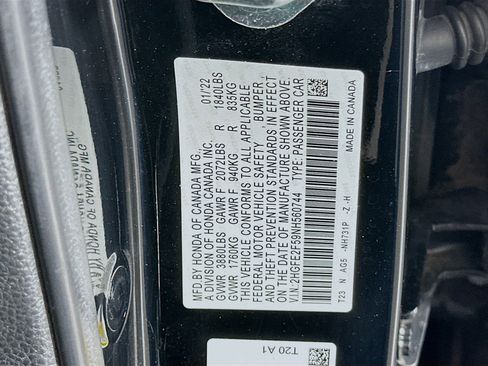 MFD.BY HONDA OF CANADA MFG. 01/22
A DIVISION OF HONDA CANADA INC.
GVWR 3880LBS GAWR F 2072LBS R 1840LBS
GVWR 1760KG GAWR F 940KG R 835KG
THIS VEHICLE CONFORMS TO ALL APPLICABLE
FEDERAL MOTOR VEHICLE SAFETY, BUMPER,
AND THEFT PREVENTION STANDARDS IN EFFECT
ON THE DATE OF MANUFACTURE SHOWN ABOVE.
V.I.N.:2HGFE2F59NH560744 TYPE:PASSENGER CAR
T23 N AG5 -NH731P -Z -H MADE IN CANADA
T20 A1